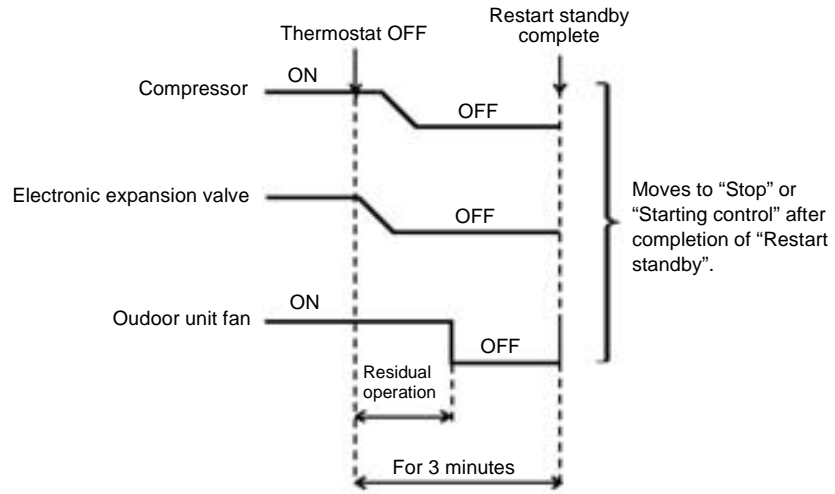 Thermostat OFF
Restart standby
complete
Compressor
ON
OFF
Electronic expansion valve
OFF
Moves to “Stop” or
“Starting control” after
completion of “Restart
standby”.
Oudoor unit fan
ON
OFF
Residual
operation
For 3 minutes